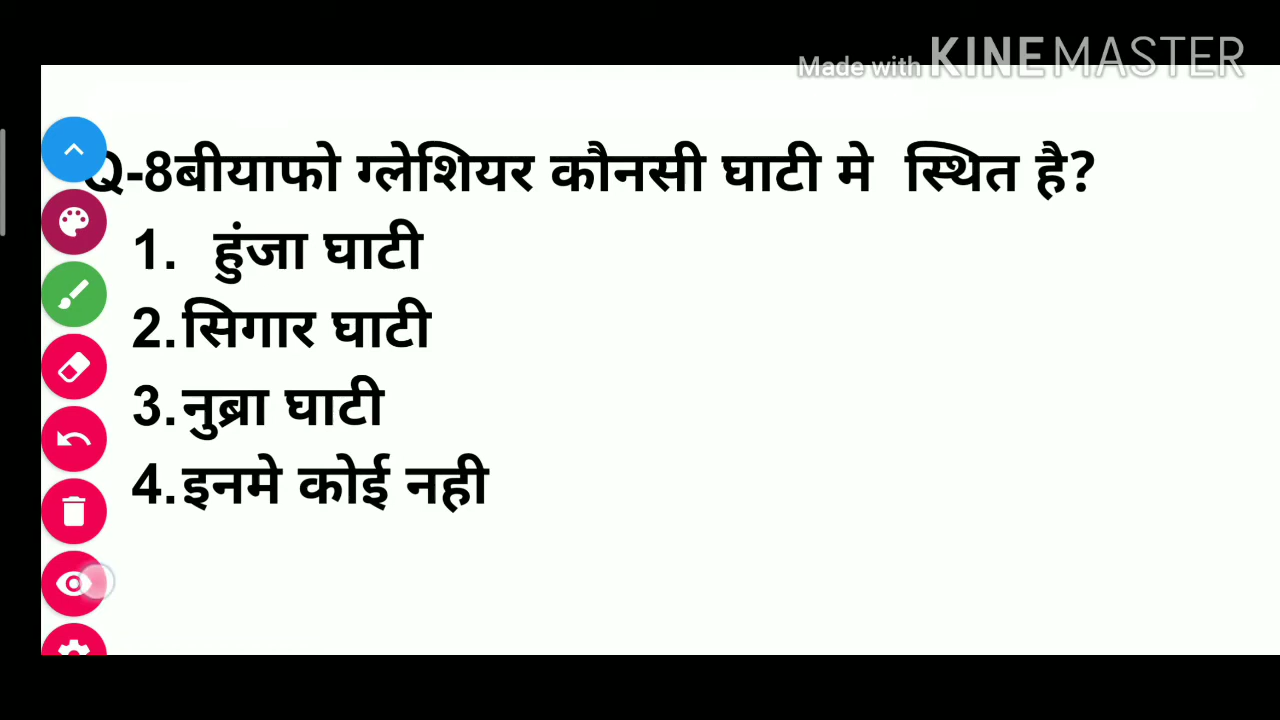 Made with KINEMASTER
Q-8बीयाफो ग्लेशियर कौनसी घाटी मे स्थित है?
1. हुंजा घाटी
2.सिगार घाटी
3.नुब्रा घाटी
4.इनमे कोई नही